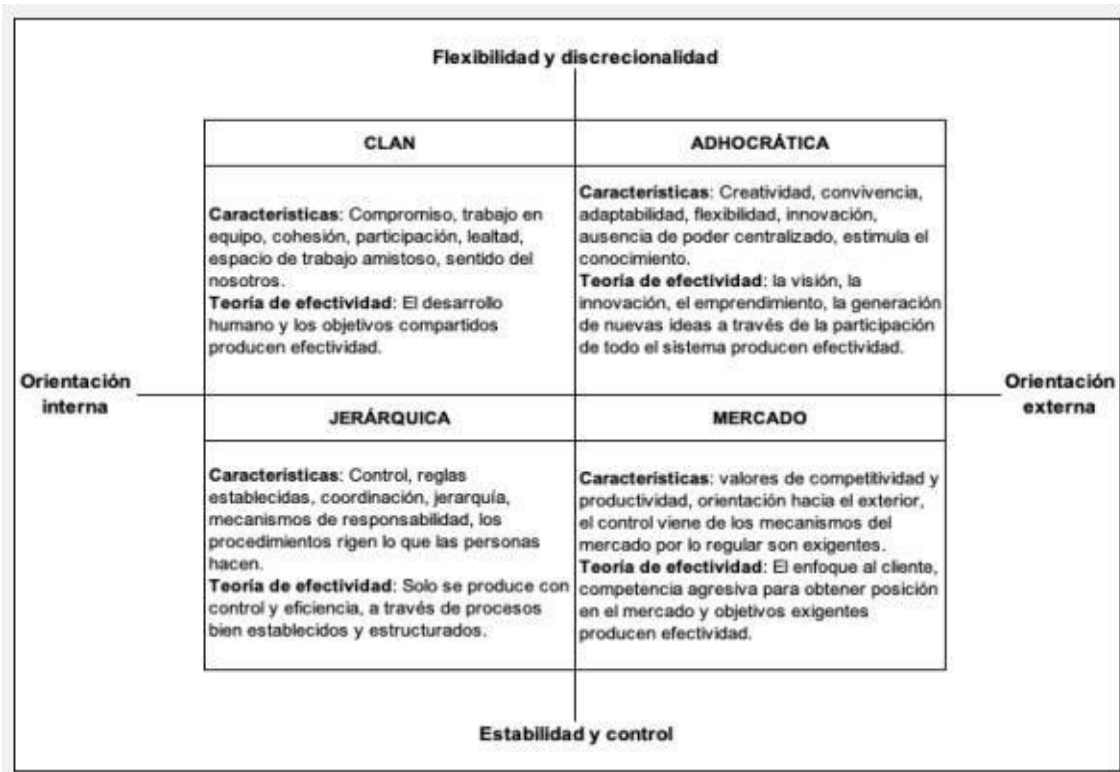 Flexibilidad y discrecionalidad
CLAN
Características: Compromiso, trabajo en
equipo, cohesión, participación, lealtad,
espacio de trabajo amistoso, sentido del
nosotros.
Teoría de efectividad: El desarrollo
humano y los objetivos compartidos
producen efectividad.
ADHOCRÁTICA
Características: Creatividad, convivencia,
adaptabilidad, flexibilidad, innovación,
ausencia de poder centralizado, estimula el
conocimiento.
Teoría de efectividad: la visión, la
innovación, el emprendimiento, la generación
de nuevas ideas a través de la participación
de todo el sistema producen efectividad.
Orientación
interna
Orientación
externa
JERÁRQUICA
Características: Control, reglas
establecidas, coordinación, jerarquía,
mecanismos de responsabilidad, los
procedimientos rigen lo que las personas
hacen.
Teoría de efectividad: Solo se produce con
control y eficiencia, a través de procesos
bien establecidos y estructurados.
MERCADO
Características: valores de competitividad y
productividad, orientación hacia el exterior,
el control viene de los mecanismos del
mercado por lo regular son exigentes.
Teoría de efectividad: El enfoque al cliente,
competencia agresiva para obtener posición
en el mercado y objetivos exigentes
producen efectividad.
Estabilidad y control